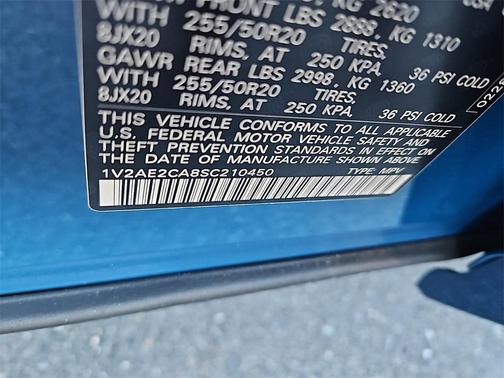 KG 2620
USA
FRONT LBS 2888, KG 1310
WITH 255/50R20 TIRES,
8JX20 RIMS, AT 250 KPA, 36 PSI COLD
GAWR REAR LBS 2998, KG 1360
WITH 255/50R20 TIRES,
8JX20 RIMS, AT 250 KPA, 36 PSI COLD
THIS VEHICLE CONFORMS TO ALL APPLICABLE
U.S. FEDERAL MOTOR VEHICLE SAFETY AND
THEFT PREVENTION STANDARDS IN EFFECT ON
THE DATE OF MANUFACTURE SHOWN ABOVE
1V2AE2CA8SC210450 TYPE: MPV